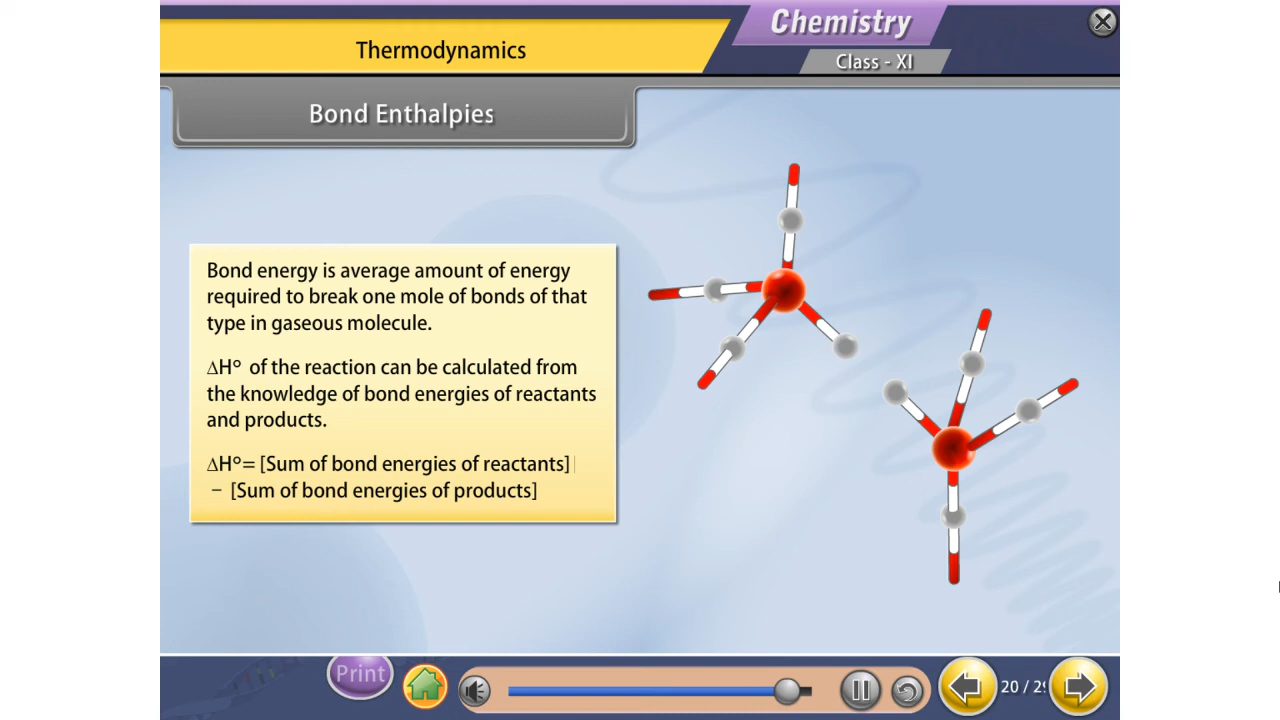 Chemistry
Thermodynamics
Class - XI
Bond Enthalpies
Bond energy is average amount of energy
required to break one mole of bonds of that
type in gaseous molecule.
∆H° of the reaction can be calculated from
the knowledge of bond energies of reactants
and products.
∆H°= [Sum of bond energies of reactants]
− [Sum of bond energies of products]
Print
20 / 29